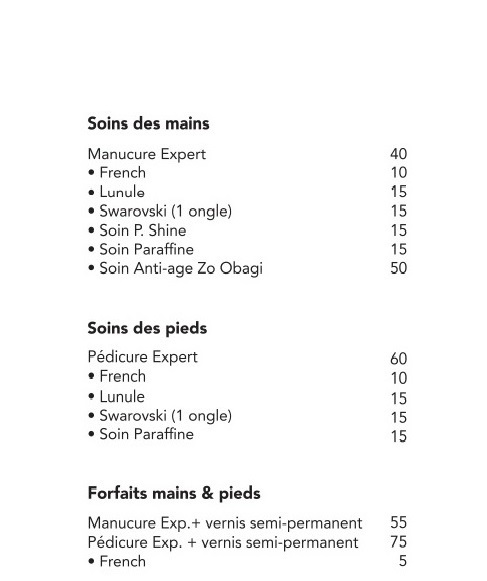 Soins des mains
Manucure Expert 40
• French 10
• Lunule 15
• Swarovski (1 ongle) 15
• Soin P. Shine 15
• Soin Paraffine 15
• Soin Anti-age Zo Obagi 50
Soins des pieds
Pédicure Expert 60
• French 10
• Lunule 15
• Swarovski (1 ongle) 15
• Soin Paraffine 15
Forfaits mains & pieds
Manucure Exp.+ vernis semi-permanent 55
Pédicure Exp. + vernis semi-permanent 75
• French 5